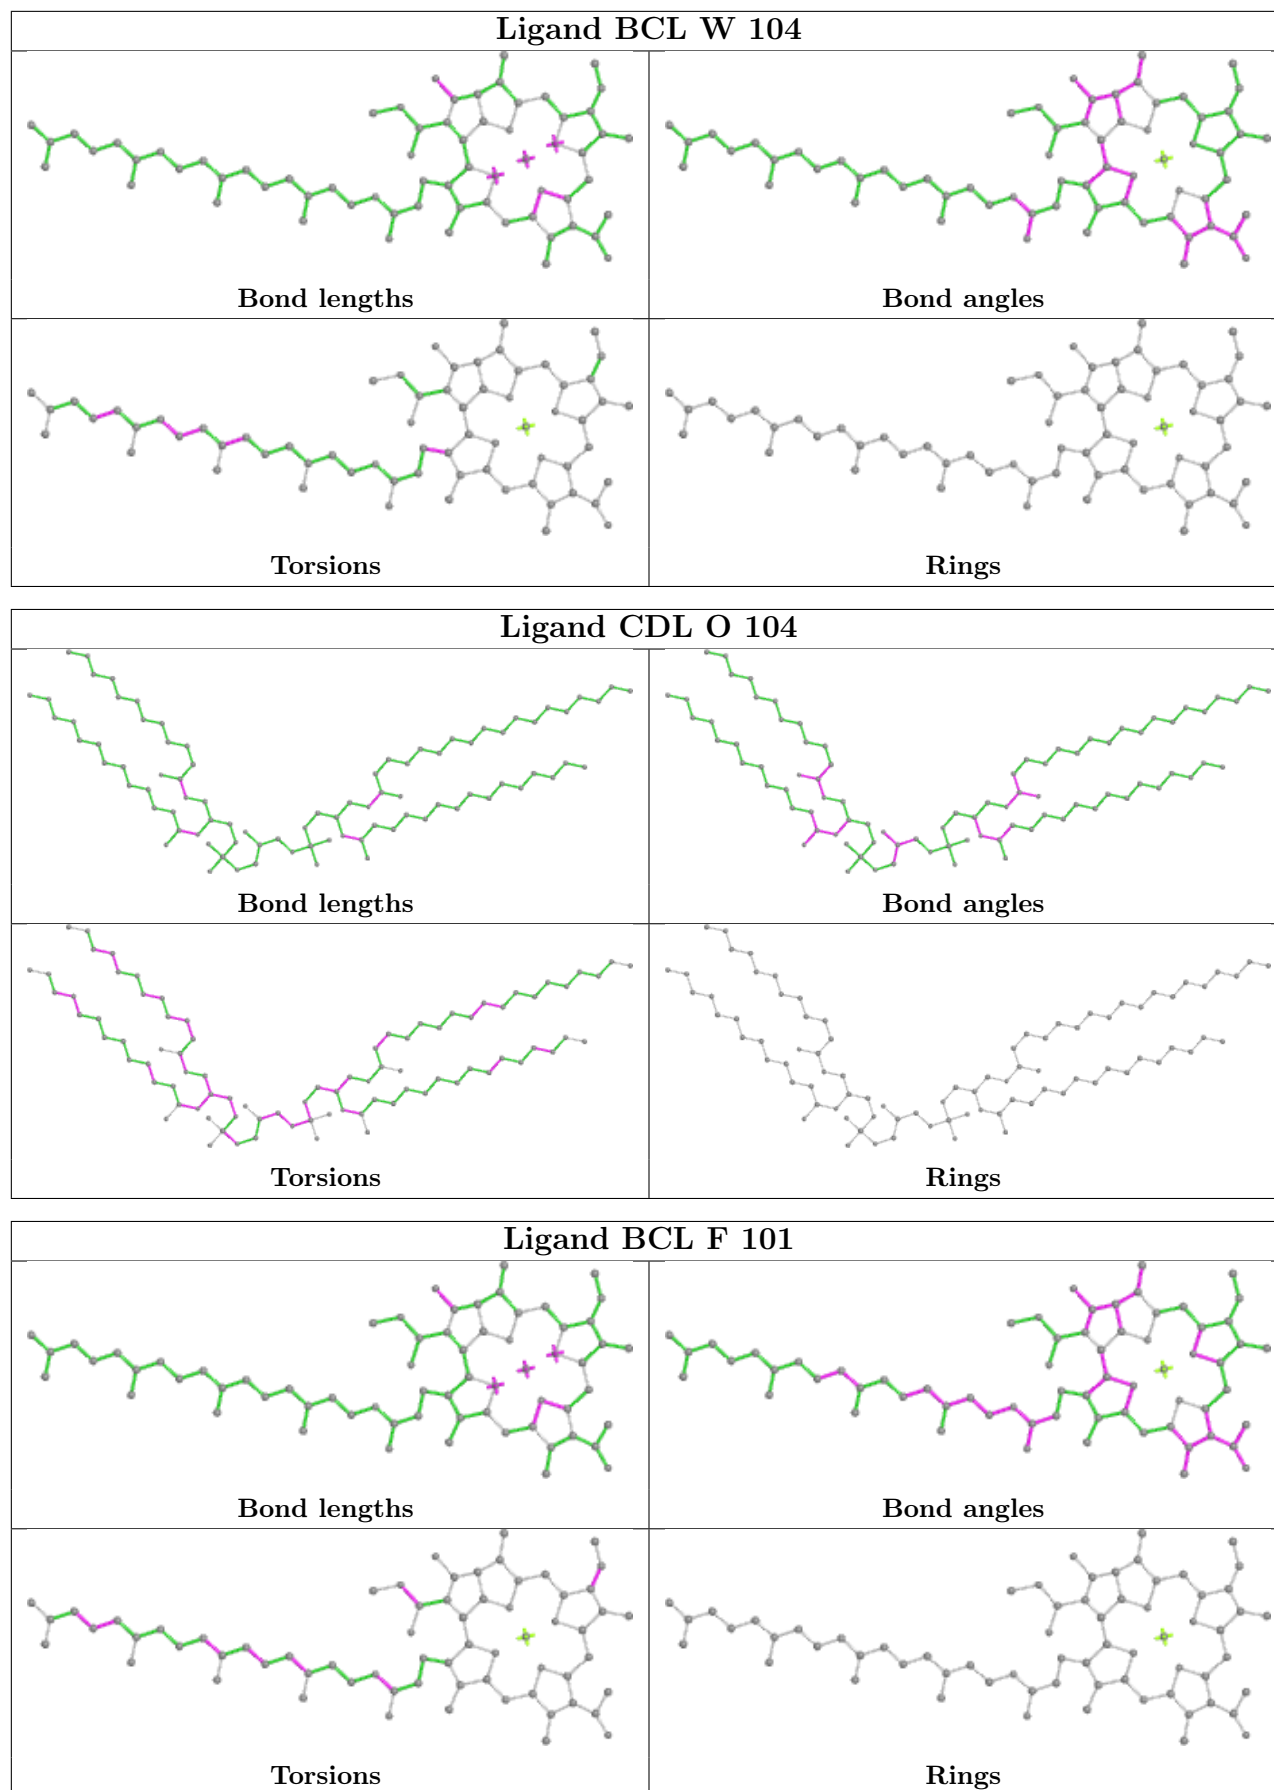 Ligand BCL W 104
Bond lengths
Bond angles
Torsions
Rings
Ligand CDL O 104
Bond lengths
Bond angles
Torsions
Rings
Ligand BCL F 101
Bond lengths
Bond angles
Torsions
Rings